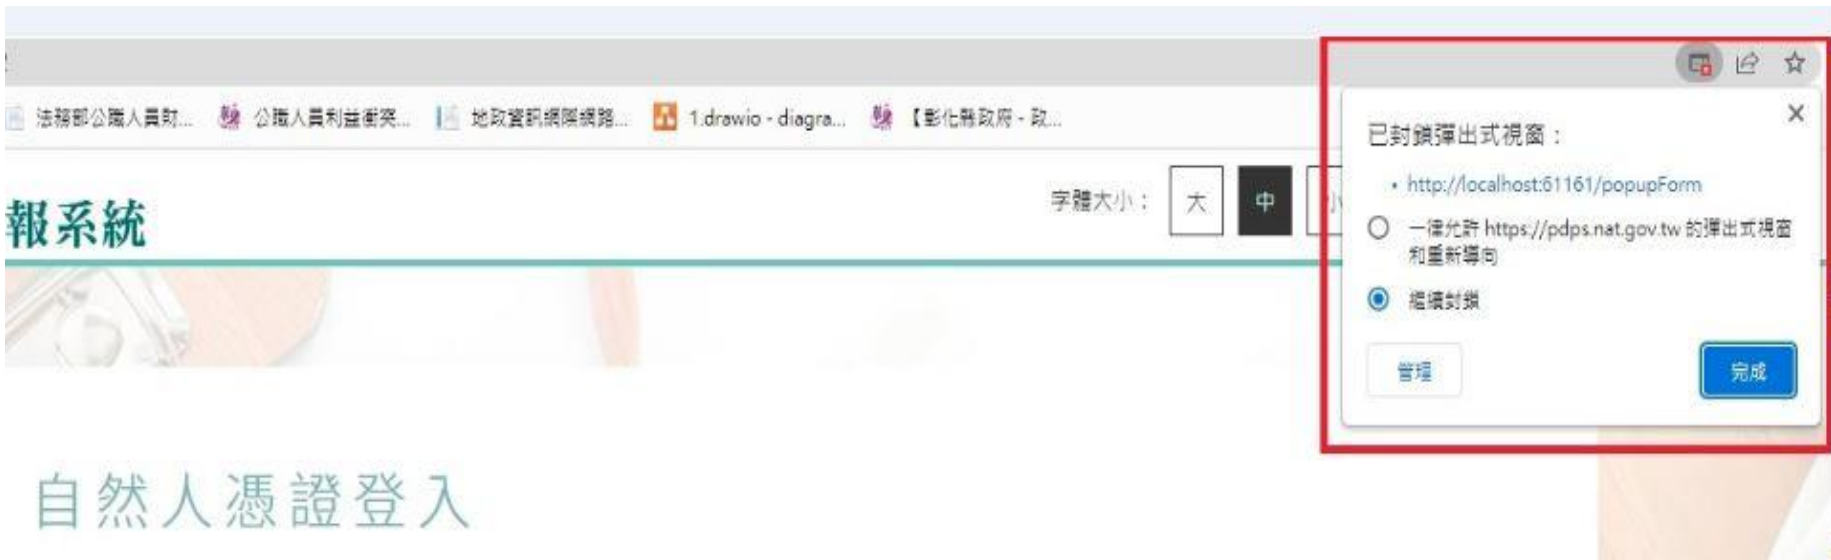 法務部公職人員財...
公職人員利益衝突...
地政資訊網際網路...
1.drawio - diagra...
【彰化縣政府 - 政...
報系統
字體大小：
大
中
小
已封鎖彈出式視窗：
• http://localhost:61161/popupForm
一律允許 https://pdps.nat.gov.tw 的彈出式視窗
和重新導向
繼續封鎖
管理
完成
自然人憑證登入